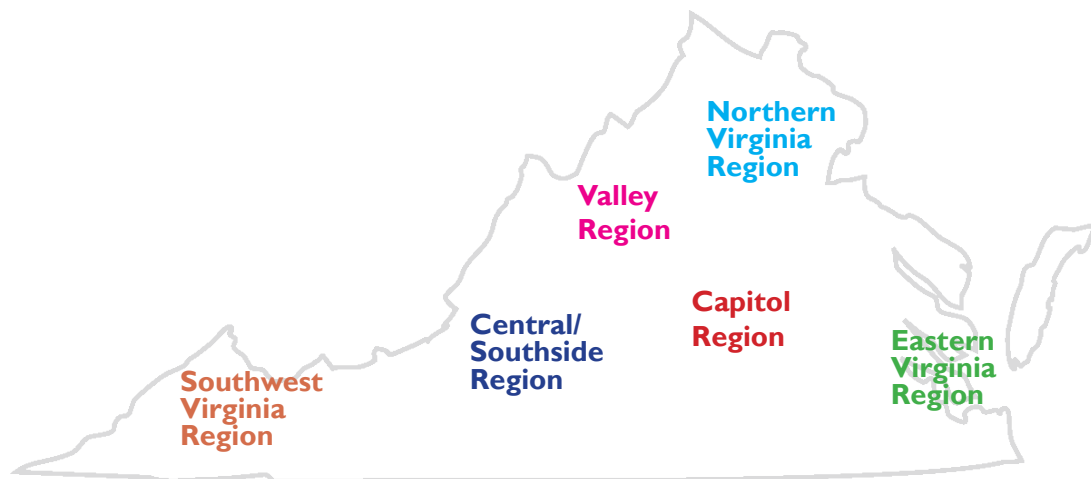 Northern
Virginia
Region
Valley
Region
Capitol
Region
Central/
Southside
Region
Eastern
Virginia
Region
Southwest
Virginia
Region